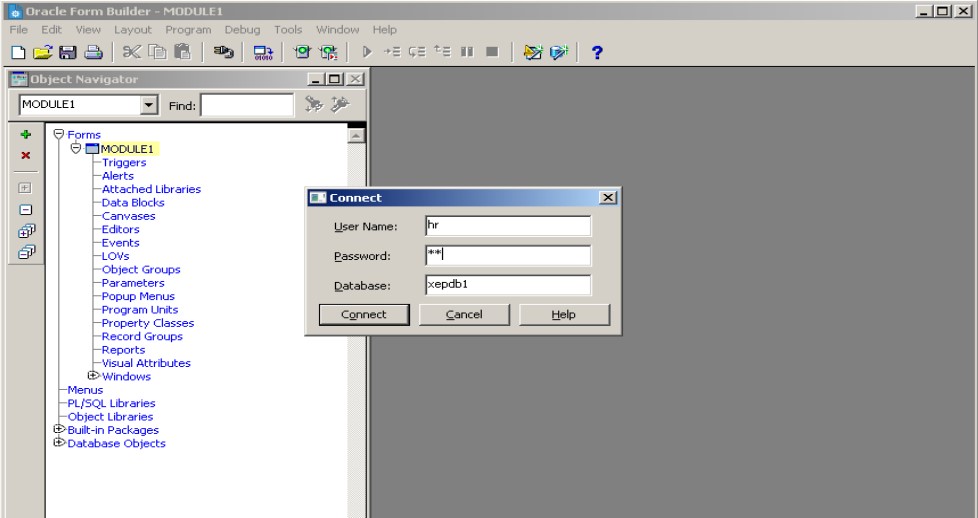 Oracle Form Builder - MODULE1
File Edit View Layout Program Debug Tools Window Help
Object Navigator
MODULE1 Find:
Forms
MODULE1
Triggers
Alerts
Attached Libraries
Data Blocks
Canvases
Editors
Events
LOVs
Object Groups
Parameters
Popup Menus
Program Units
Property Classes
Record Groups
Reports
Visual Attributes
Windows
Menus
PL/SQL Libraries
Object Libraries
Built-in Packages
Database Objects
Connect
User Name: hr
Password: **
Database: xepdb1
Connect Cancel Help